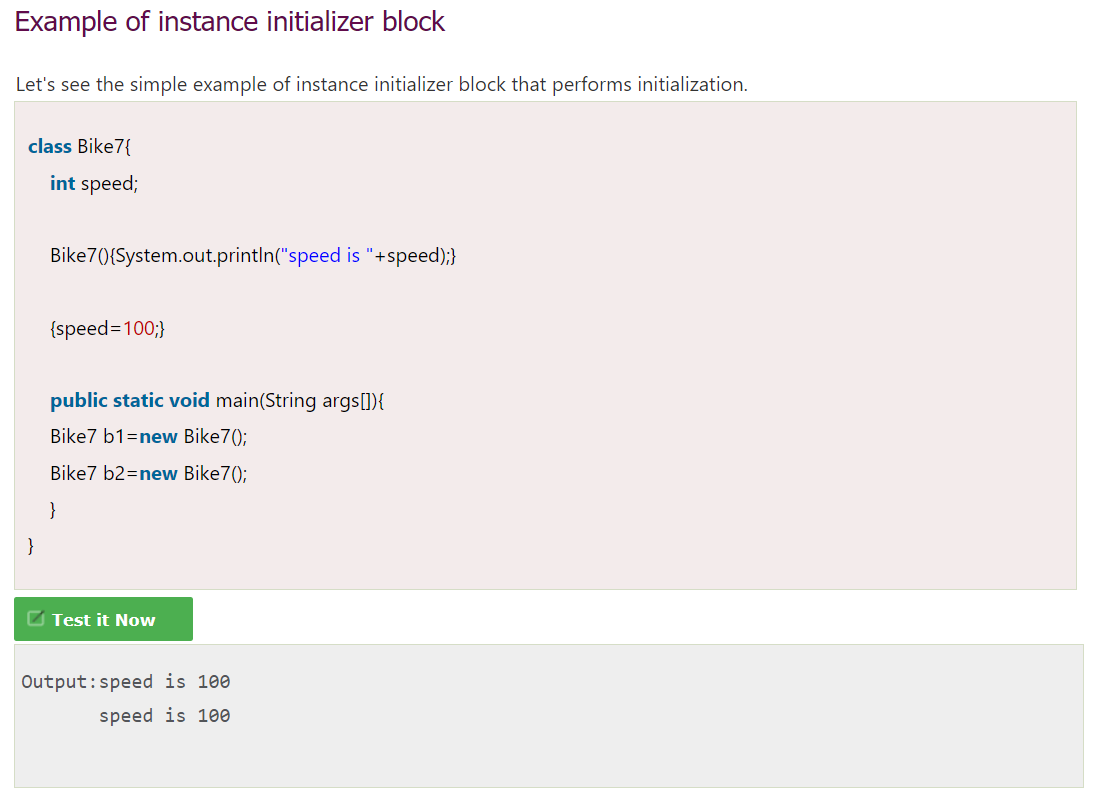 Example of instance initializer block
Let's see the simple example of instance initializer block that performs initialization.
class Bike7{
int speed;
Bike7(){System.out.println("speed is "+speed);}
{speed=100;}
public static void main(String args[]){
Bike7 b1=new Bike7();
Bike7 b2=new Bike7();
}
}
Test it Now
Output:speed is 100
speed is 100